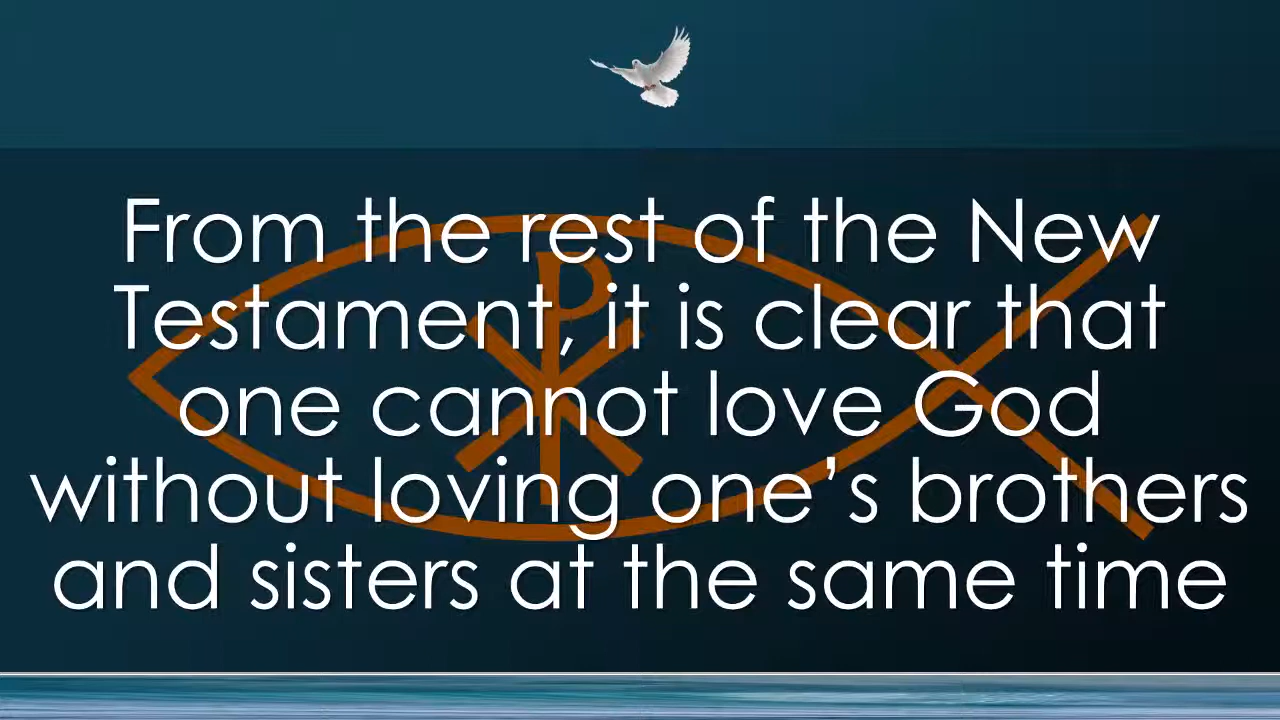 From the rest of the New
Testament, it is clear that
one cannot love God
without loving one’s brothers
and sisters at the same time